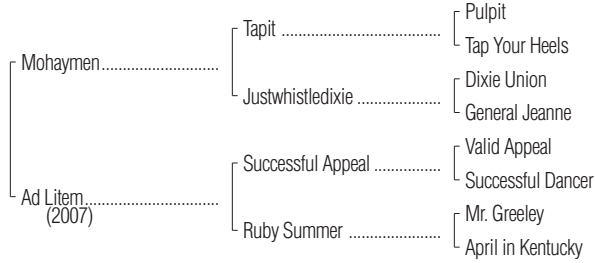 Pulpit
Tapit ........................................
Tap Your Heels
Mohaymen.............................
Dixie Union
Justwhistledixie .....................
General Jeanne
Valid Appeal
Successful Appeal .................
Successful Dancer
Ad Litem.................................
(2007)
Mr. Greeley
Ruby Summer .......................
April in Kentucky